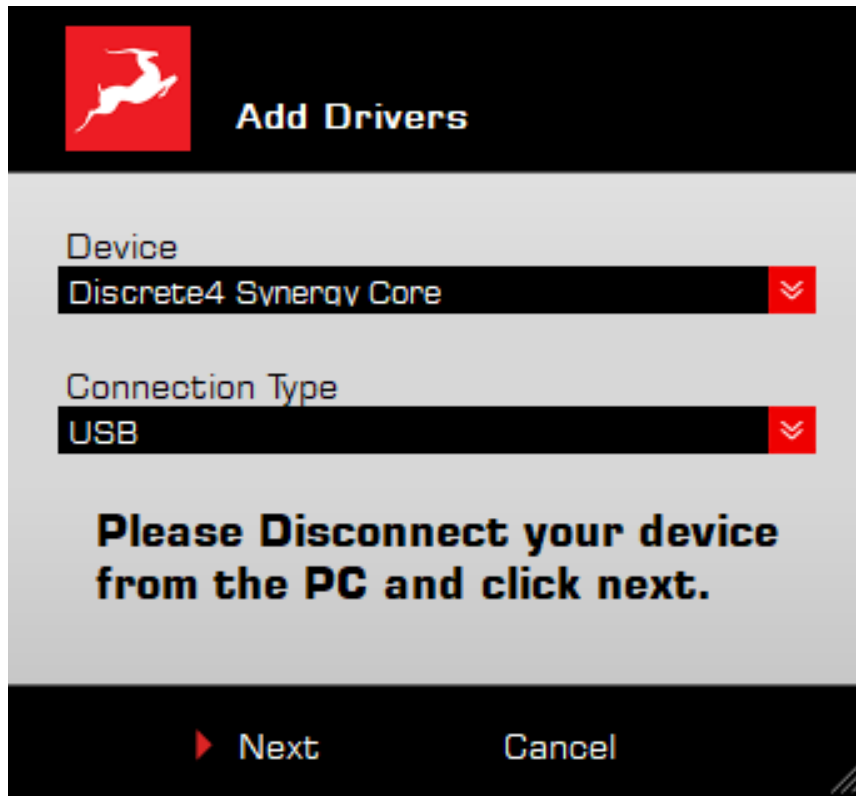 Add Drivers
Device
Discrete4 Synergy Core
Connection Type
USB
Please Disconnect your device
from the PC and click next.
Next
Cancel